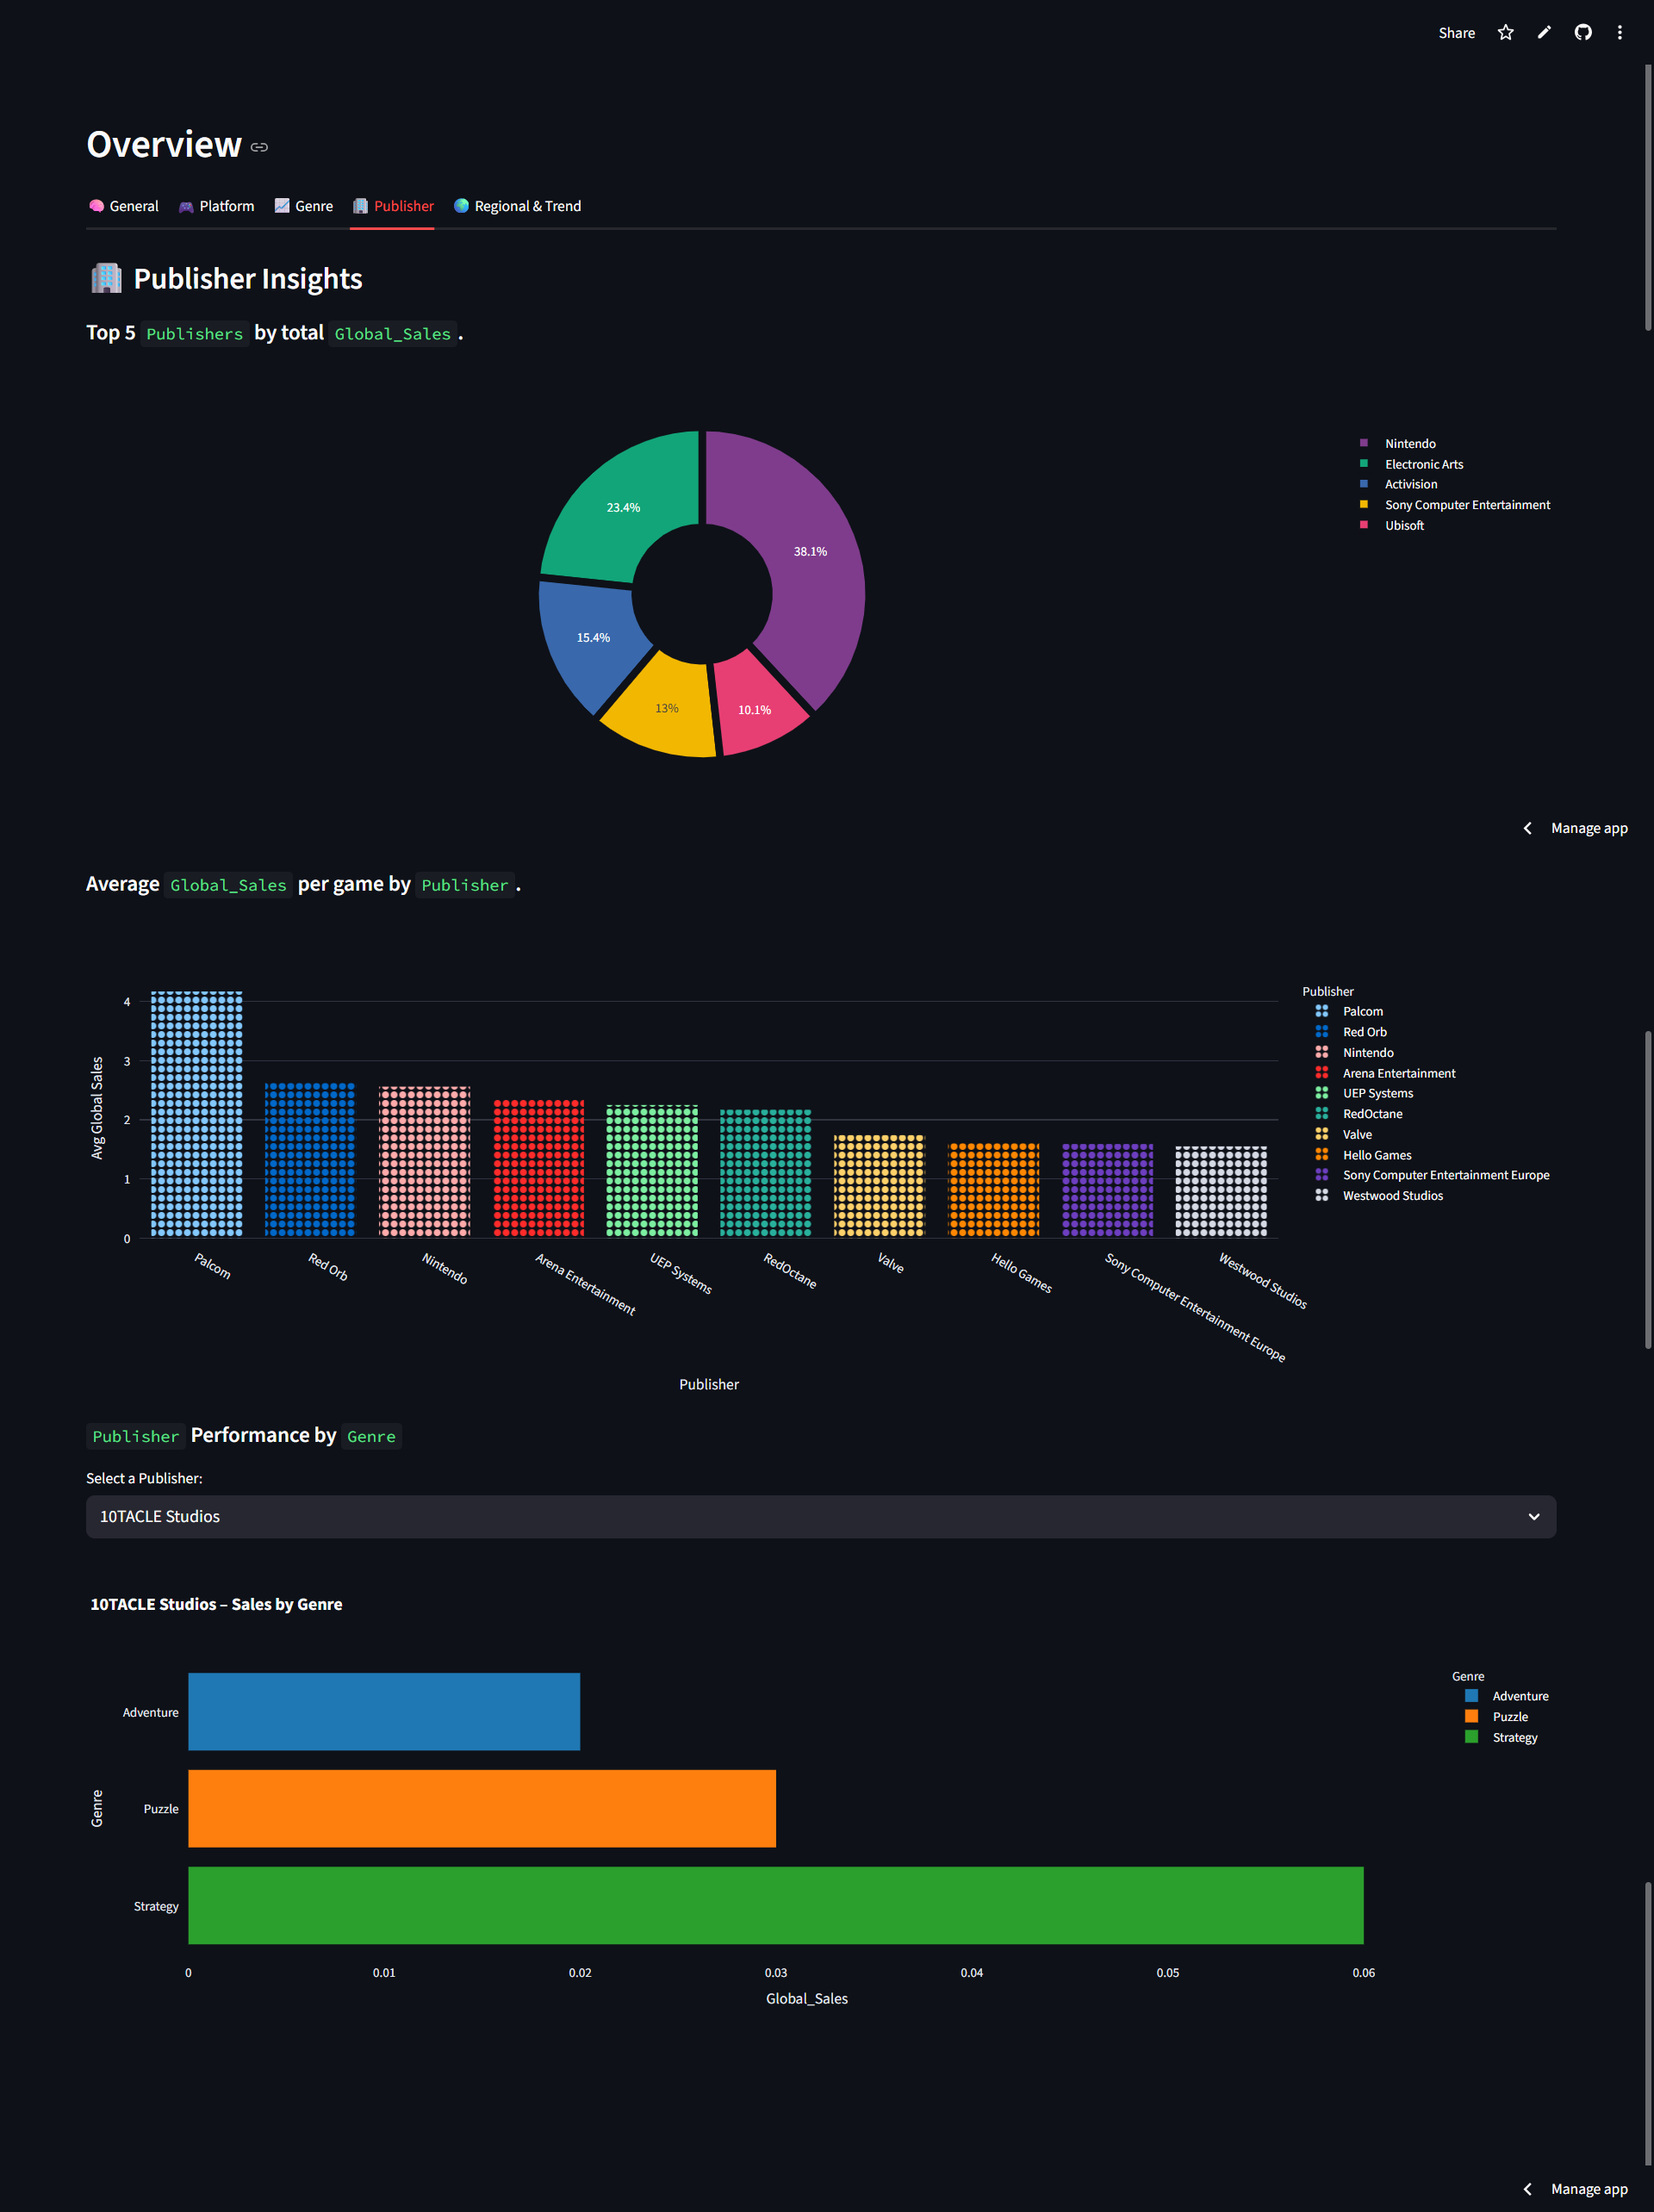 Share
Overview
General Platform Genre Publisher Regional & Trend
Publisher Insights
Top 5 Publishers by total Global_Sales.
Nintendo
Electronic Arts
Activision
Sony Computer Entertainment
Ubisoft
23.4%
38.1%
15.4%
13%
10.1%
Manage app
Average Global_Sales per game by Publisher.
Avg Global Sales
4
3
2
1
0
Palcom
Red Orb
Nintendo
Arena Entertainment
UEP Systems
RedOctane
Valve
Hello Games
Sony Computer Entertainment Europe
Westwood Studios
Publisher
Publisher
Palcom
Red Orb
Nintendo
Arena Entertainment
UEP Systems
RedOctane
Valve
Hello Games
Sony Computer Entertainment Europe
Westwood Studios
Publisher Performance by Genre
Select a Publisher:
10TACLE Studios
10TACLE Studios – Sales by Genre
Genre
Adventure
Puzzle
Strategy
0 0.01 0.02 0.03 0.04 0.05 0.06
Global_Sales
Genre
Adventure
Puzzle
Strategy
Manage app